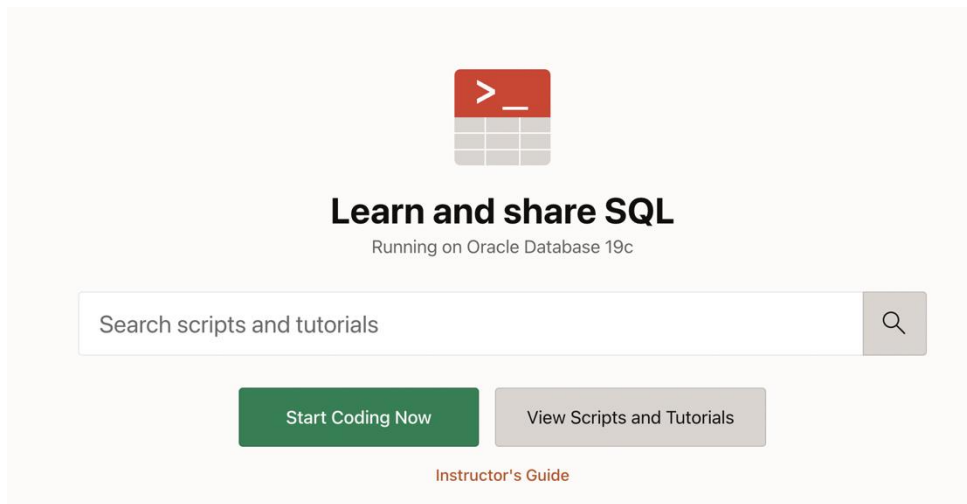 >_
Learn and share SQL
Running on Oracle Database 19c
Search scripts and tutorials
Start Coding Now
View Scripts and Tutorials
Instructor's Guide